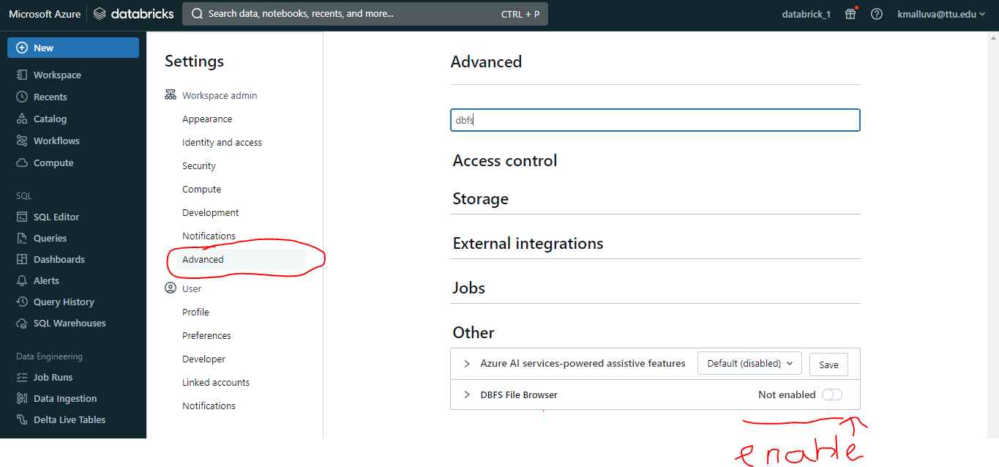 Microsoft Azure databricks Search data, notebooks, recents, and more... CTRL + P databrick_1 kmalluva@ttu.edu
New
Workspace
Recents
Catalog
Workflows
Compute
SQL
SQL Editor
Queries
Dashboards
Alerts
Query History
SQL Warehouses
Data Engineering
Job Runs
Data Ingestion
Delta Live Tables
Settings
Workspace admin
Appearance
Identity and access
Security
Compute
Development
Notifications
Advanced
User
Profile
Preferences
Developer
Linked accounts
Notifications
Advanced
dbfs
Access control
Storage
External integrations
Jobs
Other
Azure AI services-powered assistive features Default (disabled) Save
DBFS File Browser Not enabled
enable